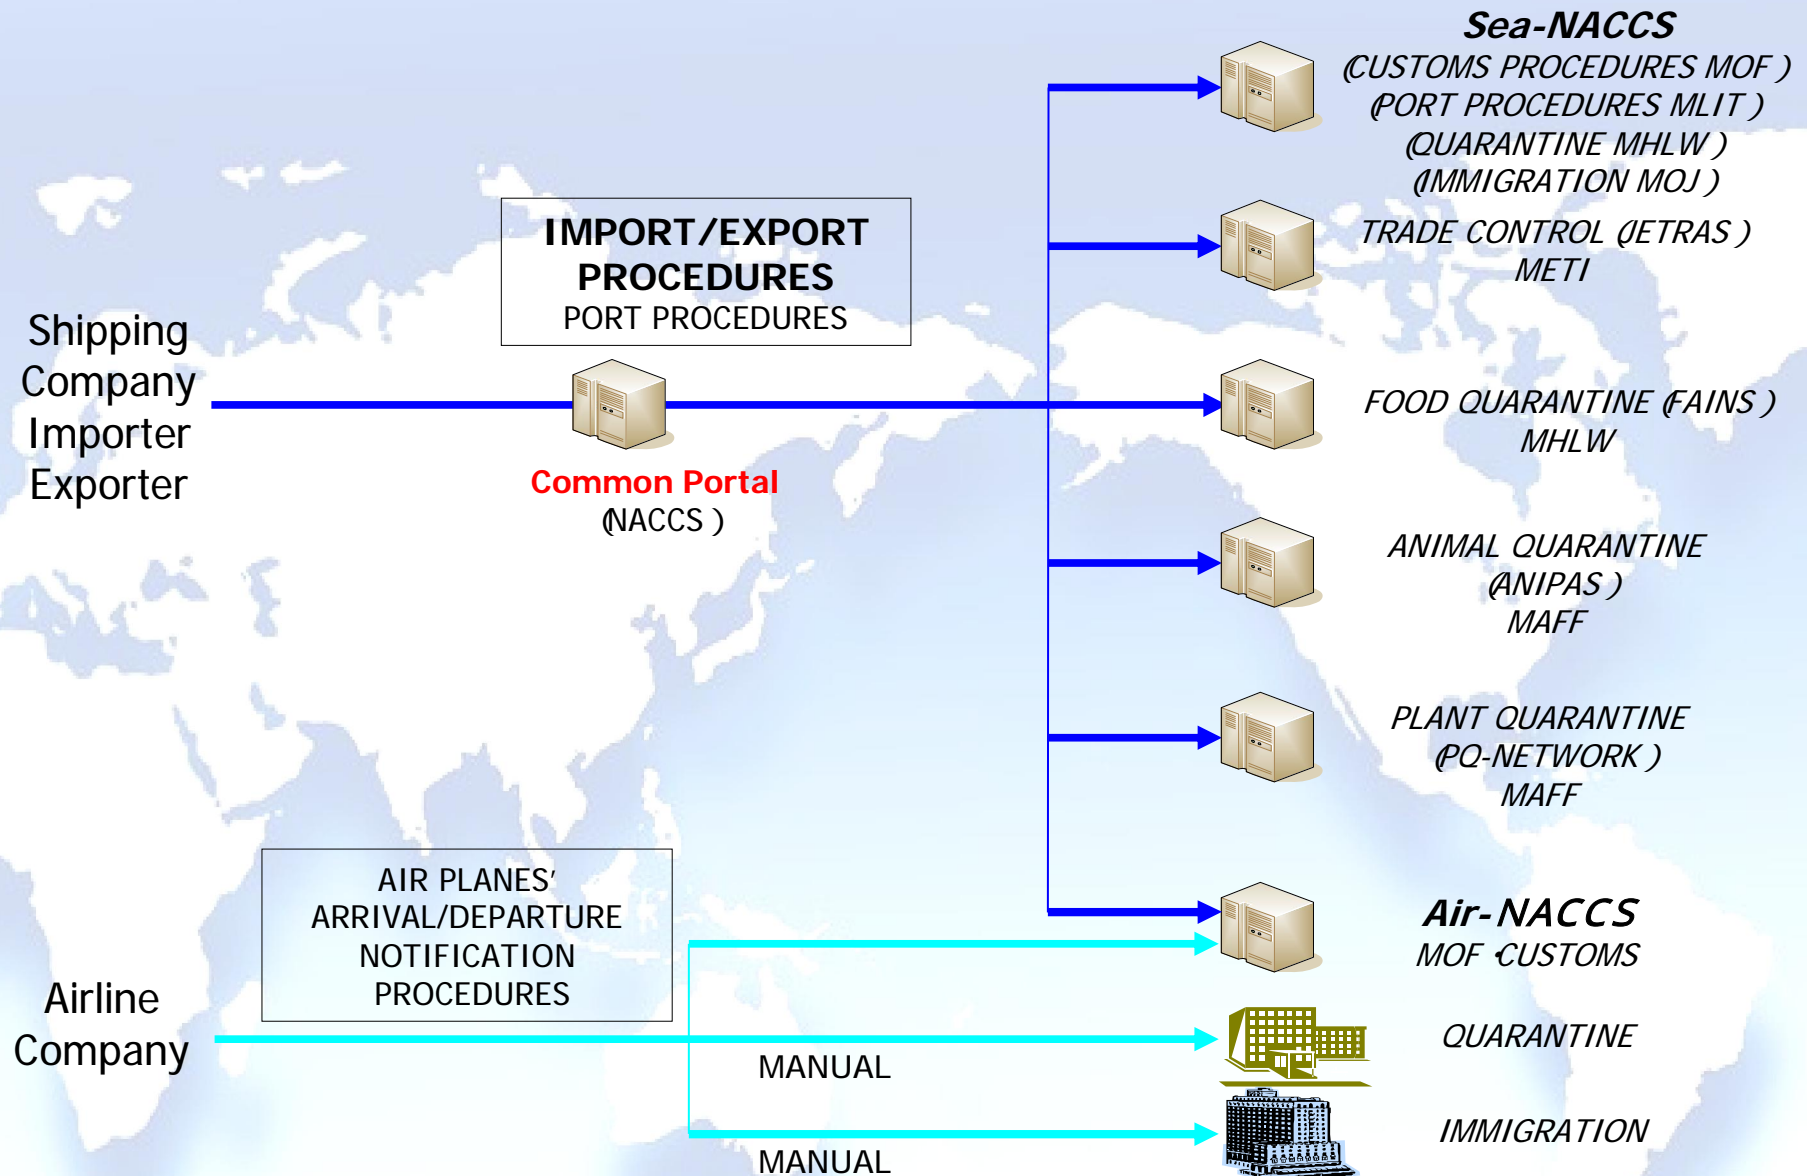 Sea-NACCS
(CUSTOMS PROCEDURES MOF )
(PORT PROCEDURES MLIT )
(QUARANTINE MHLW )
(IMMIGRATION MOJ )
TRADE CONTROL (JETRAS )
METI
IMPORT/EXPORT
PROCEDURES
PORT PROCEDURES
Shipping
Company
Importer
Exporter
Common Portal
(NACCS )
FOOD QUARANTINE (FAINS )
MHLW
ANIMAL QUARANTINE
(ANIPAS )
MAFF
PLANT QUARANTINE
(PQ-NETWORK )
MAFF
AIR PLANES'
ARRIVAL/DEPARTURE
NOTIFICATION
PROCEDURES
Air-NACCS
MOF・CUSTOMS
Airline
Company
MANUAL
QUARANTINE
MANUAL
IMMIGRATION